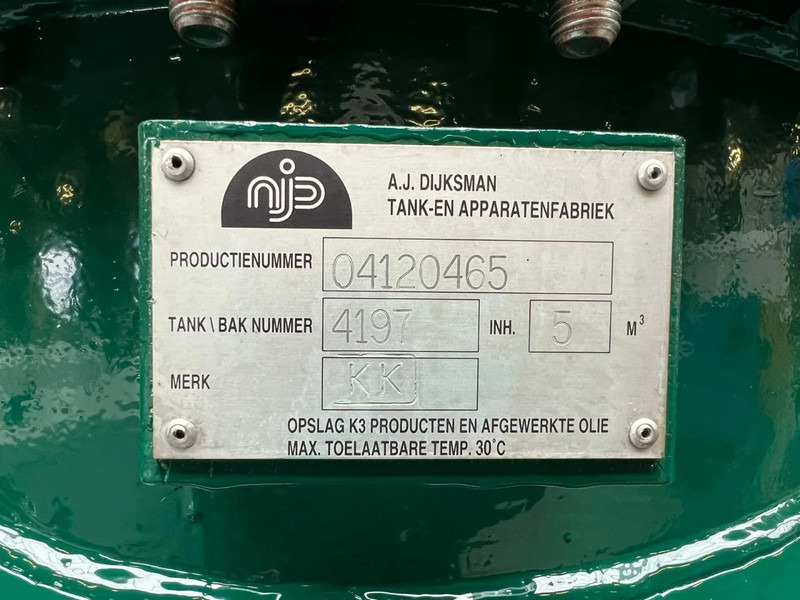 njo
A.J. DIJKSMAN
TANK-EN APPARATENFABRIEK
PRODUCTIENUMMER 04120465
TANK \ BAK NUMMER 4197 INH. 5 M³
MERK KK
OPSLAG K3 PRODUCTEN EN AFGEWERKTE OLIE
MAX. TOELAATBARE TEMP. 30°C